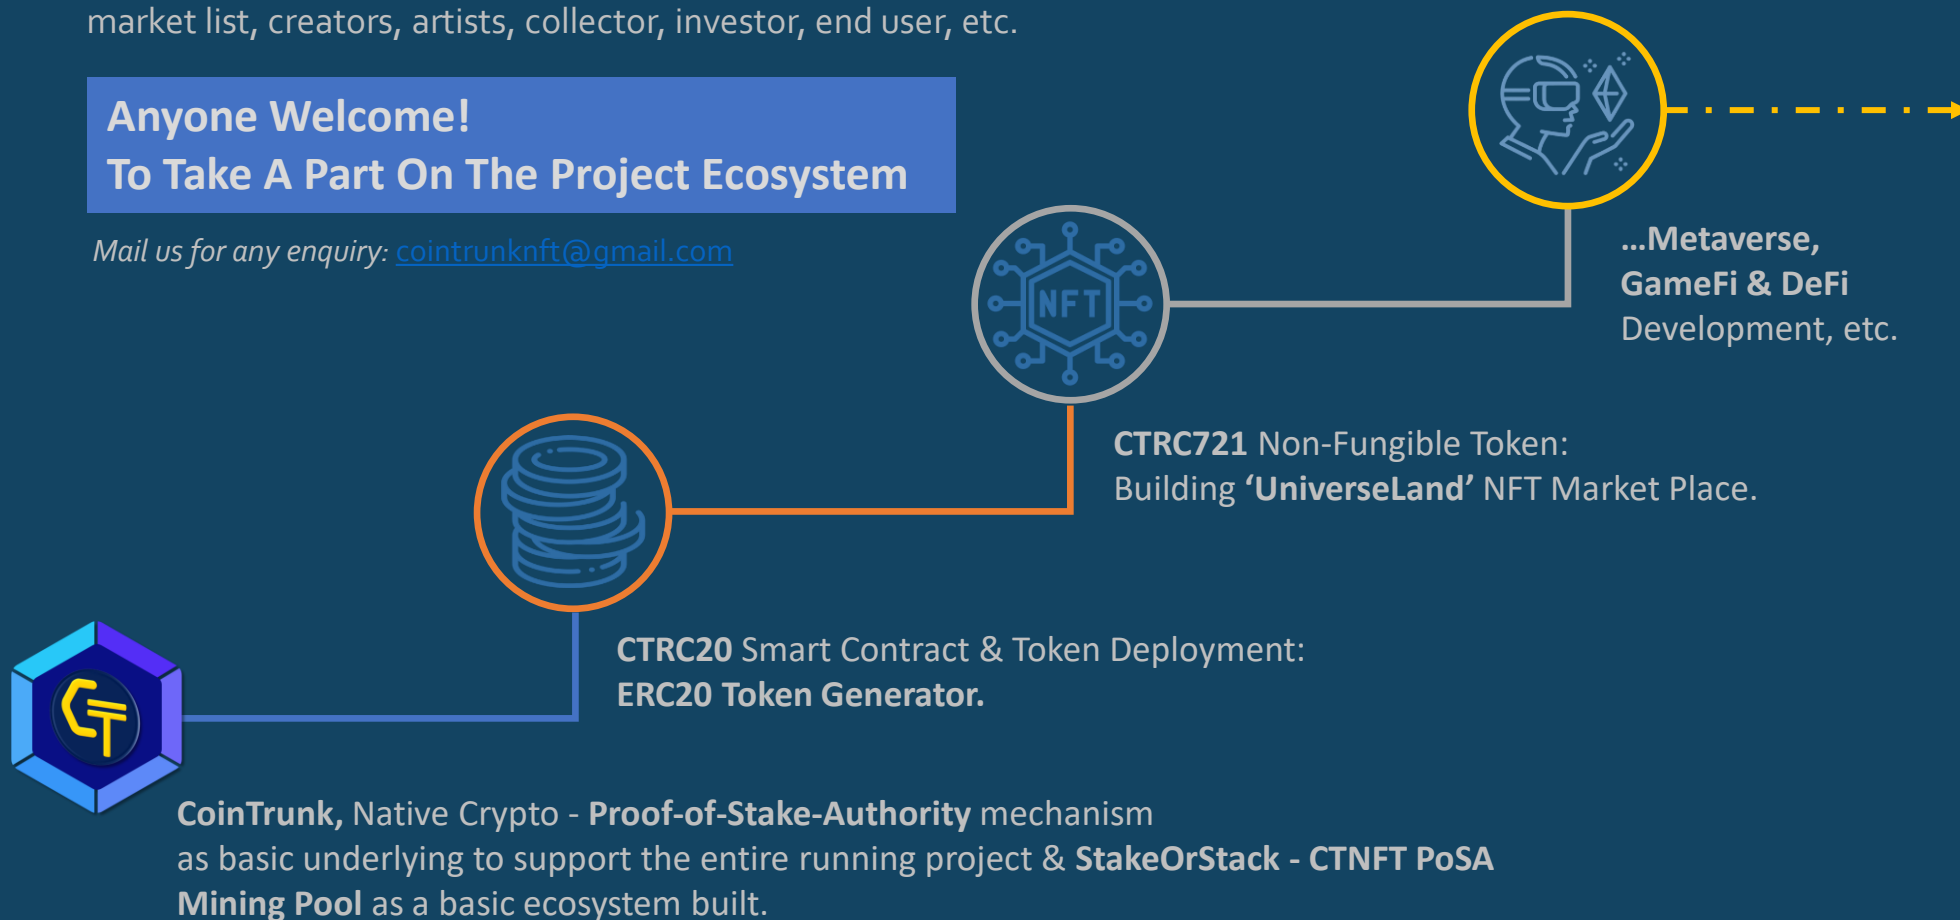 market list, creators, artists, collector, investor, end user, etc.
Anyone Welcome!
To Take A Part On The Project Ecosystem
Mail us for any enquiry: cointrunknft@gmail.com
...Metaverse,
GameFi & DeFi
Development, etc.
NFT
CTRC721 Non-Fungible Token:
Building ‘UniverseLand’ NFT Market Place.
CTRC20 Smart Contract & Token Deployment:
ERC20 Token Generator.
CT
CoinTrunk, Native Crypto - Proof-of-Stake-Authority mechanism
as basic underlying to support the entire running project & StakeOrStack - CTNFT PoSA
Mining Pool as a basic ecosystem built.